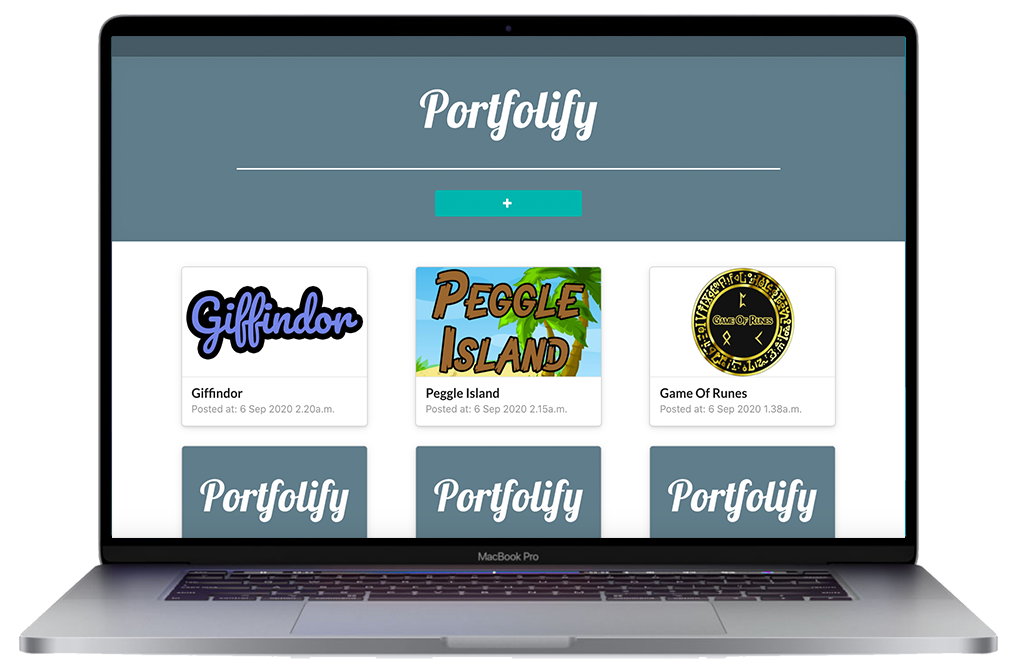 Portfolify
+
Giffindor
Peggle
Island
Game Of Runes
Giffindor
Posted at: 6 Sep 2020 2.20a.m.
Peggle Island
Posted at: 6 Sep 2020 2.15a.m.
Game Of Runes
Posted at: 6 Sep 2020 1.38a.m.
Portfolify
Portfolify
Portfolify
MacBook Pro